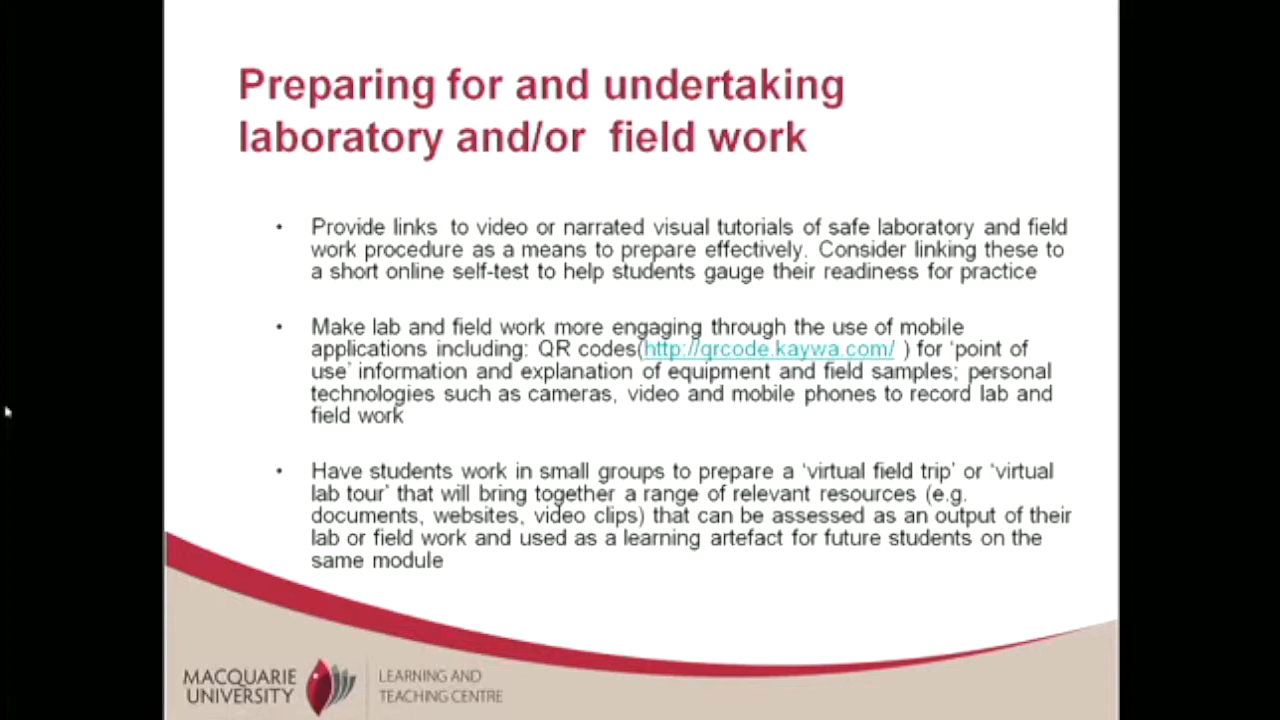 Preparing for and undertaking
laboratory and/or field work
• Provide links to video or narrated visual tutorials of safe laboratory and field
work procedure as a means to prepare effectively. Consider linking these to
a short online self-test to help students gauge their readiness for practice
• Make lab and field work more engaging through the use of mobile
applications including: QR codes(http://qrcode.kaywa.com/ ) for ‘point of
use’ information and explanation of equipment and field samples; personal
technologies such as cameras, video and mobile phones to record lab and
field work
• Have students work in small groups to prepare a ‘virtual field trip’ or ‘virtual
lab tour’ that will bring together a range of relevant resources (e.g.
documents, websites, video clips) that can be assessed as an output of their
lab or field work and used as a learning artefact for future students on the
same module
MACQUARIE
UNIVERSITY
LEARNING AND
TEACHING CENTRE